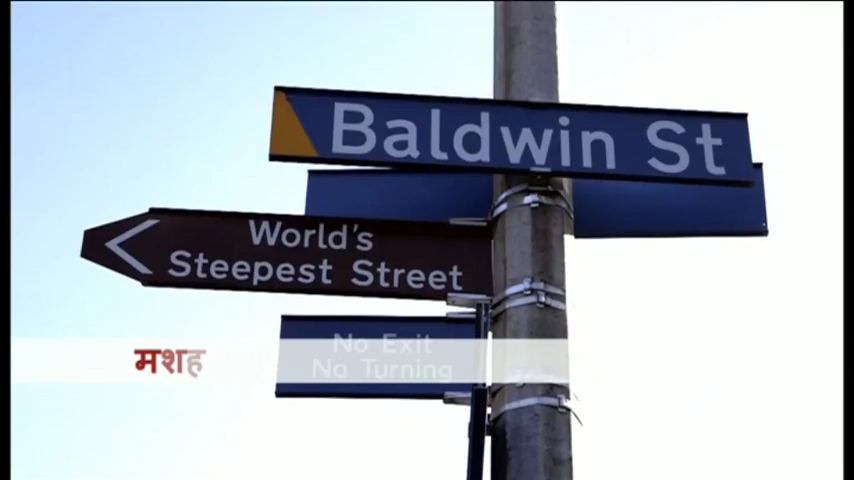 Baldwin St
World's
Steepest Street
No Exit
No Turning
मशह